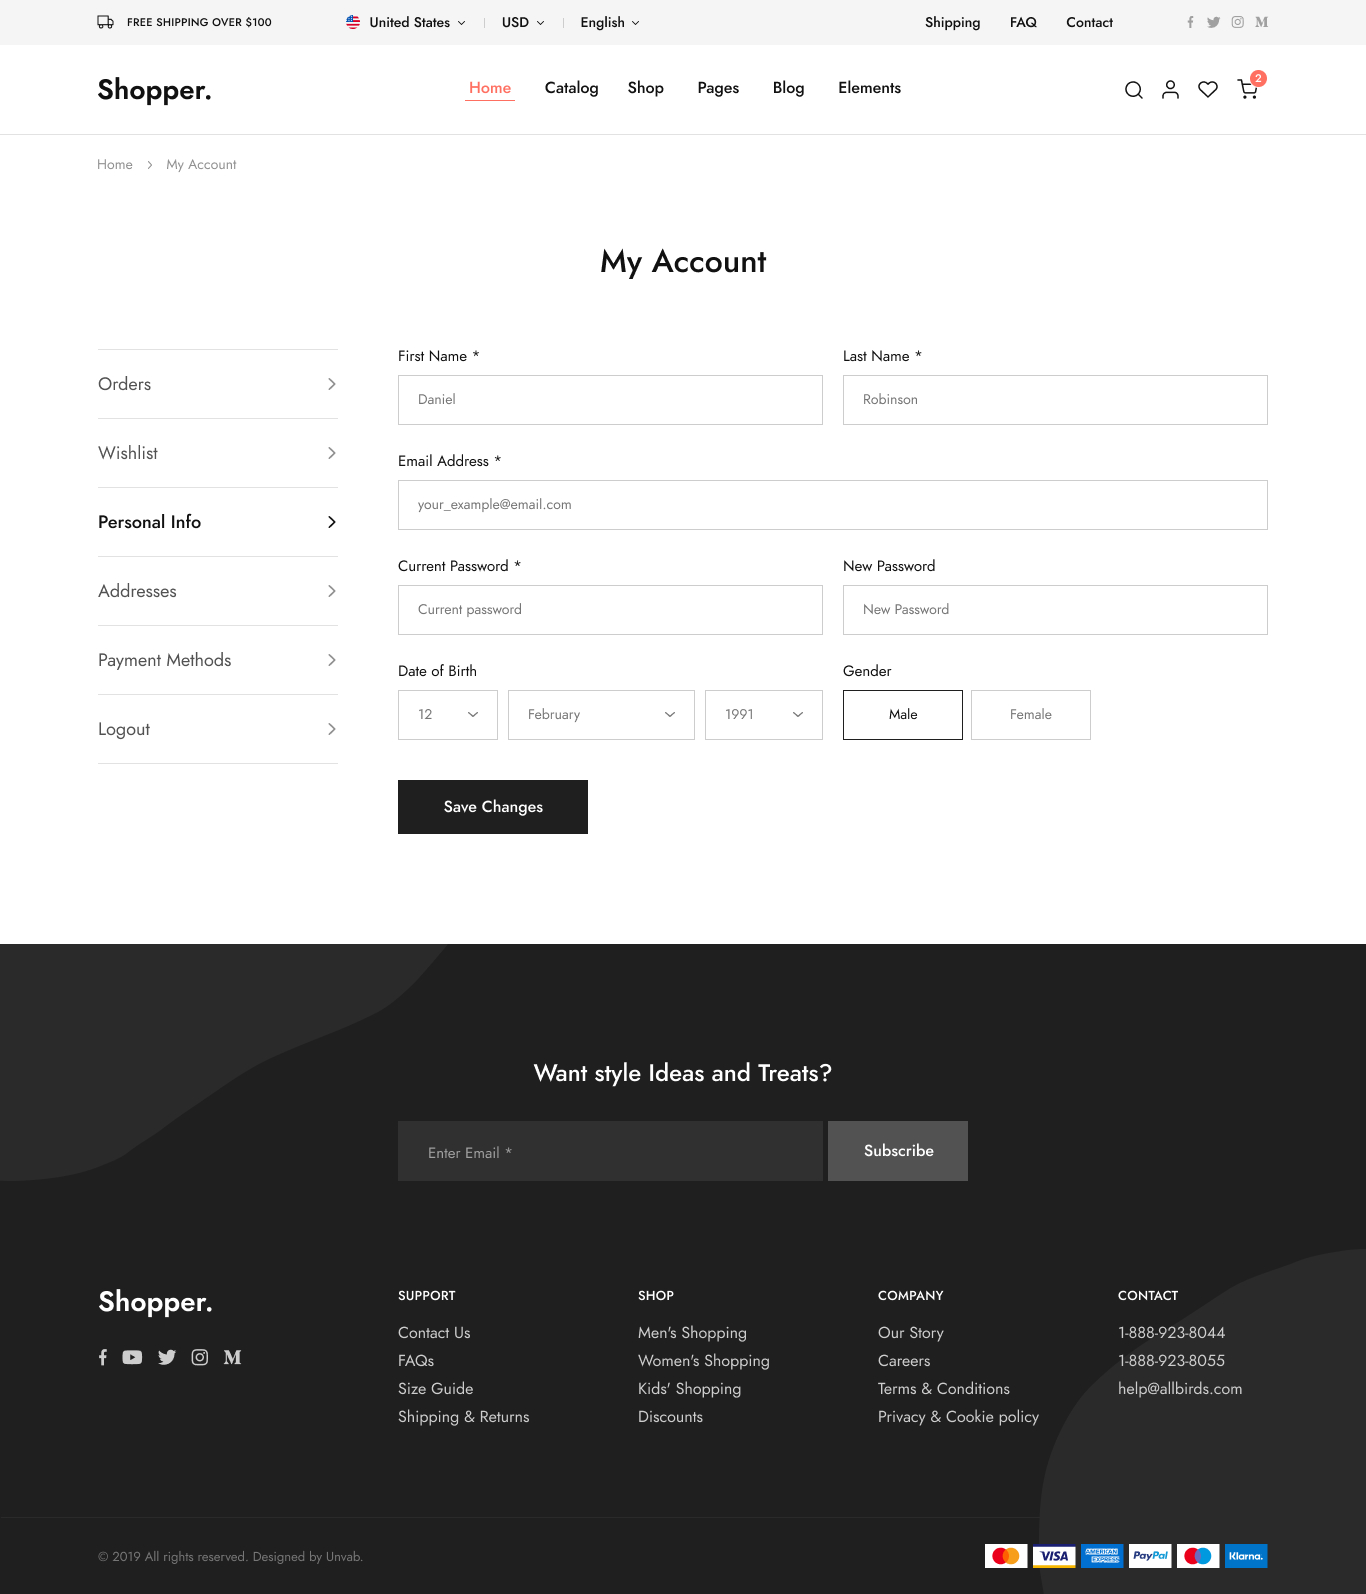 FREE SHIPPING OVER $100 United States USD English Shipping FAQ Contact
Shopper. Home Catalog Shop Pages Blog Elements 2
Home My Account
My Account
Orders
Wishlist
Personal Info
Addresses
Payment Methods
Logout
First Name * Last Name *
Daniel Robinson
Email Address *
your_example@email.com
Current Password * New Password
Current password New Password
Date of Birth Gender
12 February 1991 Male Female
Save Changes
Want style Ideas and Treats?
Enter Email * Subscribe
Shopper.
SUPPORT
Contact Us
FAQs
Size Guide
Shipping & Returns
SHOP
Men's Shopping
Women's Shopping
Kids' Shopping
Discounts
COMPANY
Our Story
Careers
Terms & Conditions
Privacy & Cookie policy
CONTACT
1-888-923-8044
1-888-923-8055
help@allbirds.com
© 2019 All rights reserved. Designed by Unvab.
VISA AMERICAN EXPRESS PayPal Klarna.